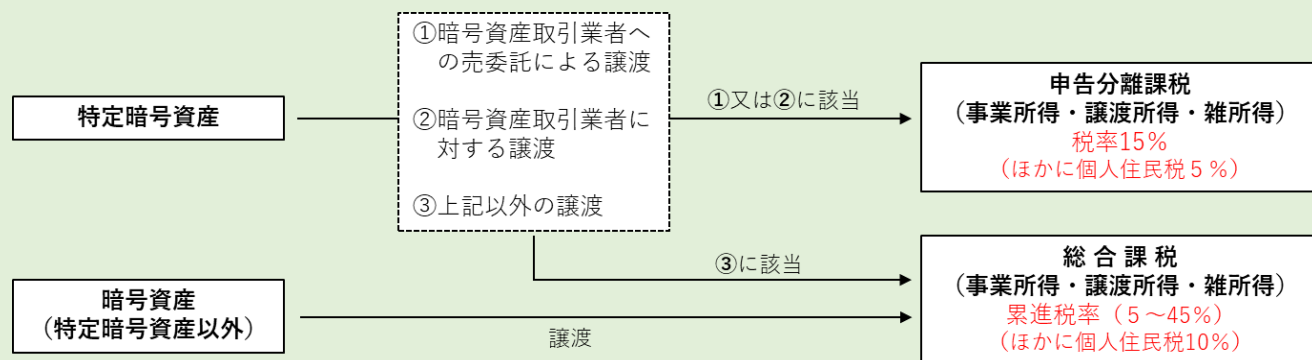 特定暗号資産
①暗号資産取引業者へ
の売委託による譲渡
②暗号資産取引業者に
対する譲渡
③上記以外の譲渡
①又は②に該当
申告分離課税
（事業所得・譲渡所得・雑所得）
税率15%
（ほかに個人住民税５%）
③に該当
暗号資産
（特定暗号資産以外）
譲渡
総 合 課 税
（事業所得・譲渡所得・雑所得）
累進税率（５～45%）
（ほかに個人住民税10%）